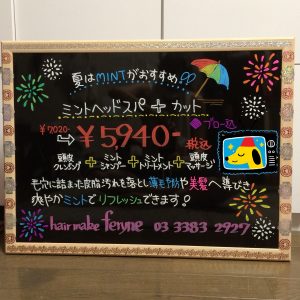 夏はMINTがおすすめ!!
ミントヘッドスパ + カット
¥7,020- ⇨ ¥5,940- 税込 ◆ブロー込
頭皮クレンジング + ミントシャンプー + ミントトリートメント + 頭皮マッサージ
毛穴に詰まった皮脂汚れを落とし薄毛予防や美髪へ導びき
爽やかミントでリフレッシュできます!
hair make feryne 03 3383 2927